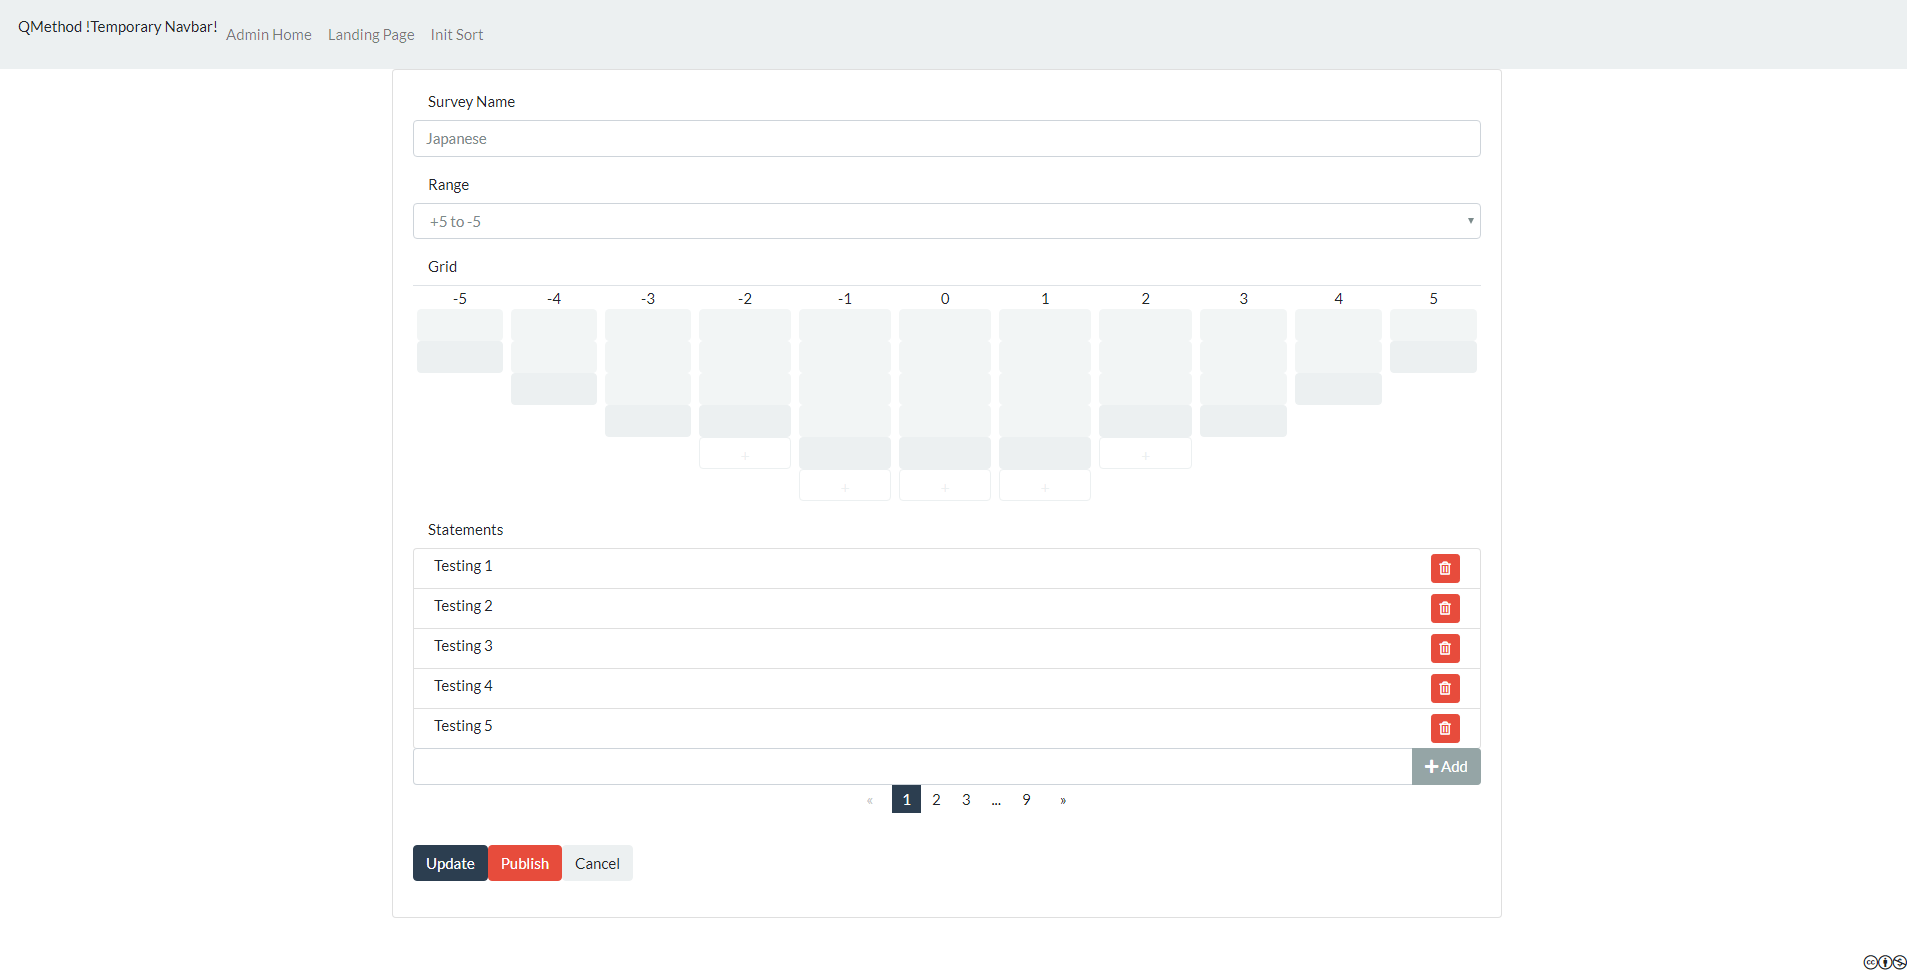 QMethod !Temporary Navbar! Admin Home Landing Page Init Sort
Survey Name
Japanese
Range
+5 to -5
Grid
-5 -4 -3 -2 -1 0 1 2 3 4 5
+ +
+ + +
Statements
Testing 1
Testing 2
Testing 3
Testing 4
Testing 5
+ Add
« 1 2 3 ... 9 »
Update Publish Cancel
cc